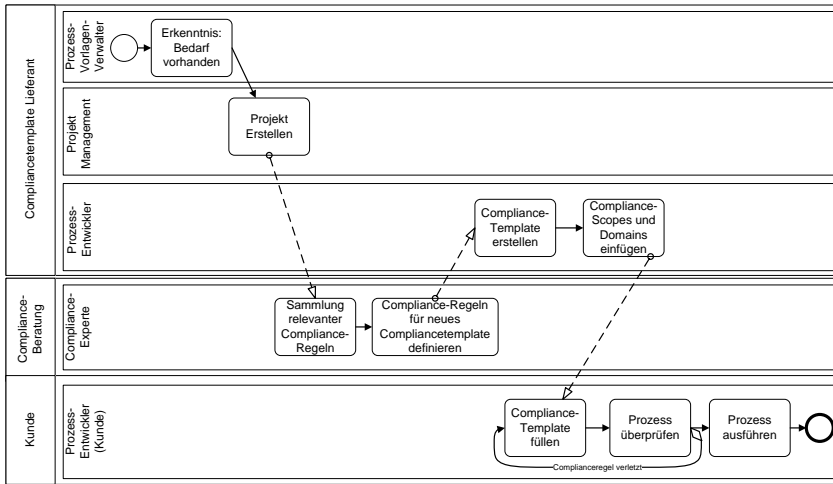 Compliancetemplate Lieferant
Prozess-
Vorlagen-
Verwalter
Erkenntnis:
Bedarf
vorhanden
Projekt
Management
Projekt
Erstellen
Prozess-
Entwickler
Compliance-
Template
erstellen
Compliance-
Scopes und
Domains
einfügen
Compliance-
Beratung
Compliance-
Experte
Sammlung
relevanter
Compliance-
Regeln
Compliance-Regeln
für neues
Compliancetemplate
definieren
Kunde
Prozess-
Entwickler
(Kunde)
Compliance-
Template
füllen
Prozess
überprüfen
Prozess
ausführen
Complianceregel verletzt